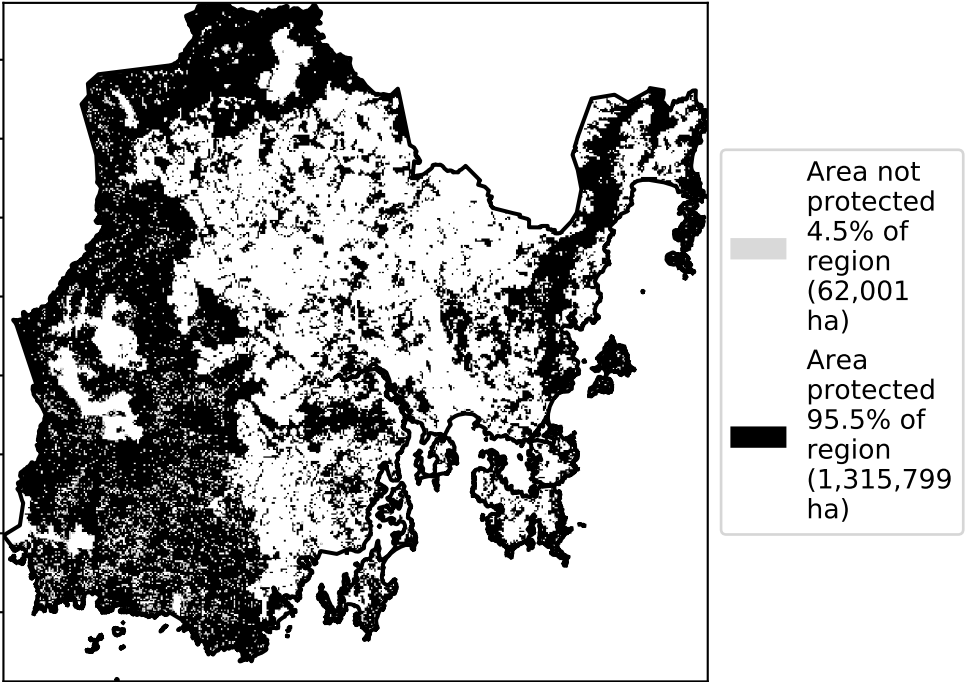 Area not
protected
4.5% of
region
(62,001
ha)
Area
protected
95.5% of
region
(1,315,799
ha)